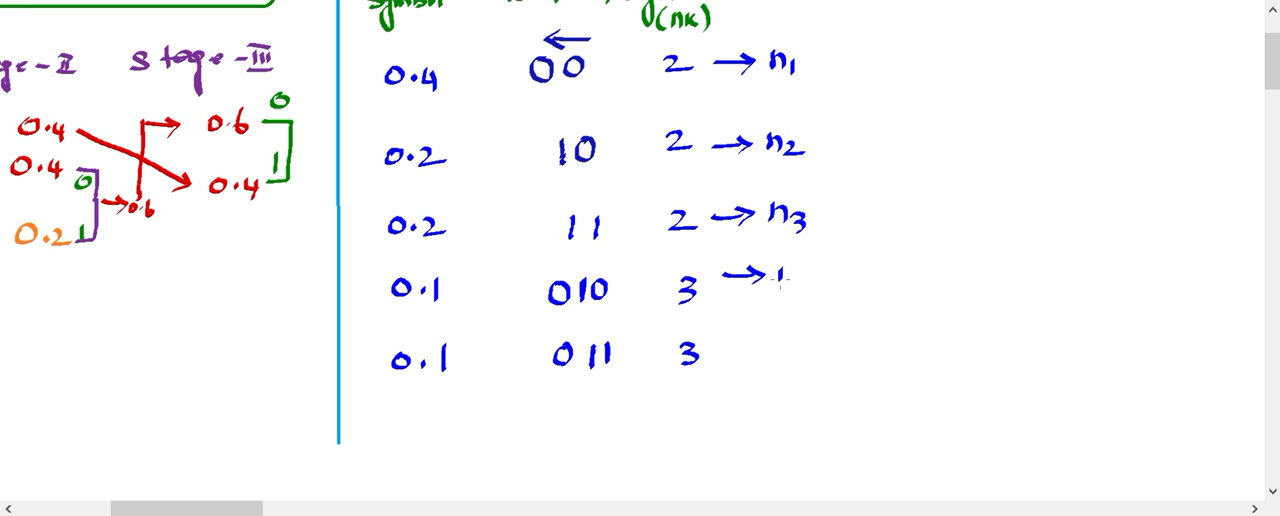 (nK)
ge-II stage-III
0.4 00 2 → n1
0
0.4 0.6
0.2 10 2 → n2
0.4 0 1 0.4
→0.6
0.2 1
0.2 11 2 → n3
0.1 010 3 →
0.1 011 3